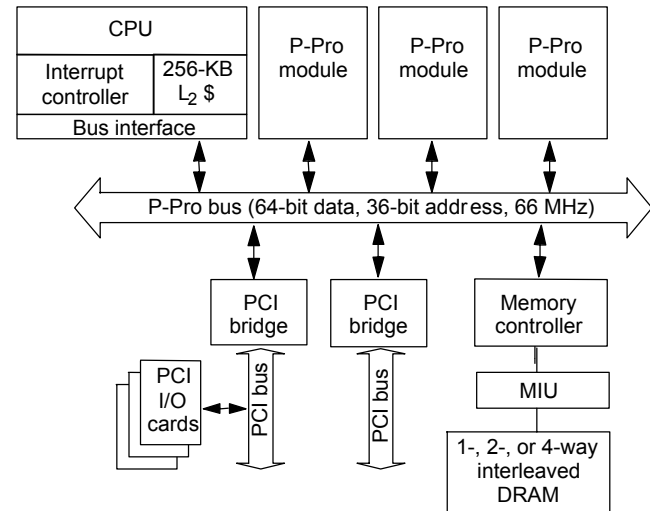 CPU
Interrupt
controller
256-KB
L₂ $
Bus interface
P-Pro
module
P-Pro
module
P-Pro
module
P-Pro bus (64-bit data, 36-bit address, 66 MHz)
PCI
bridge
PCI
bridge
Memory
controller
PCI
I/O
cards
PCI bus
PCI bus
MIU
1-, 2-, or 4-way
interleaved
DRAM